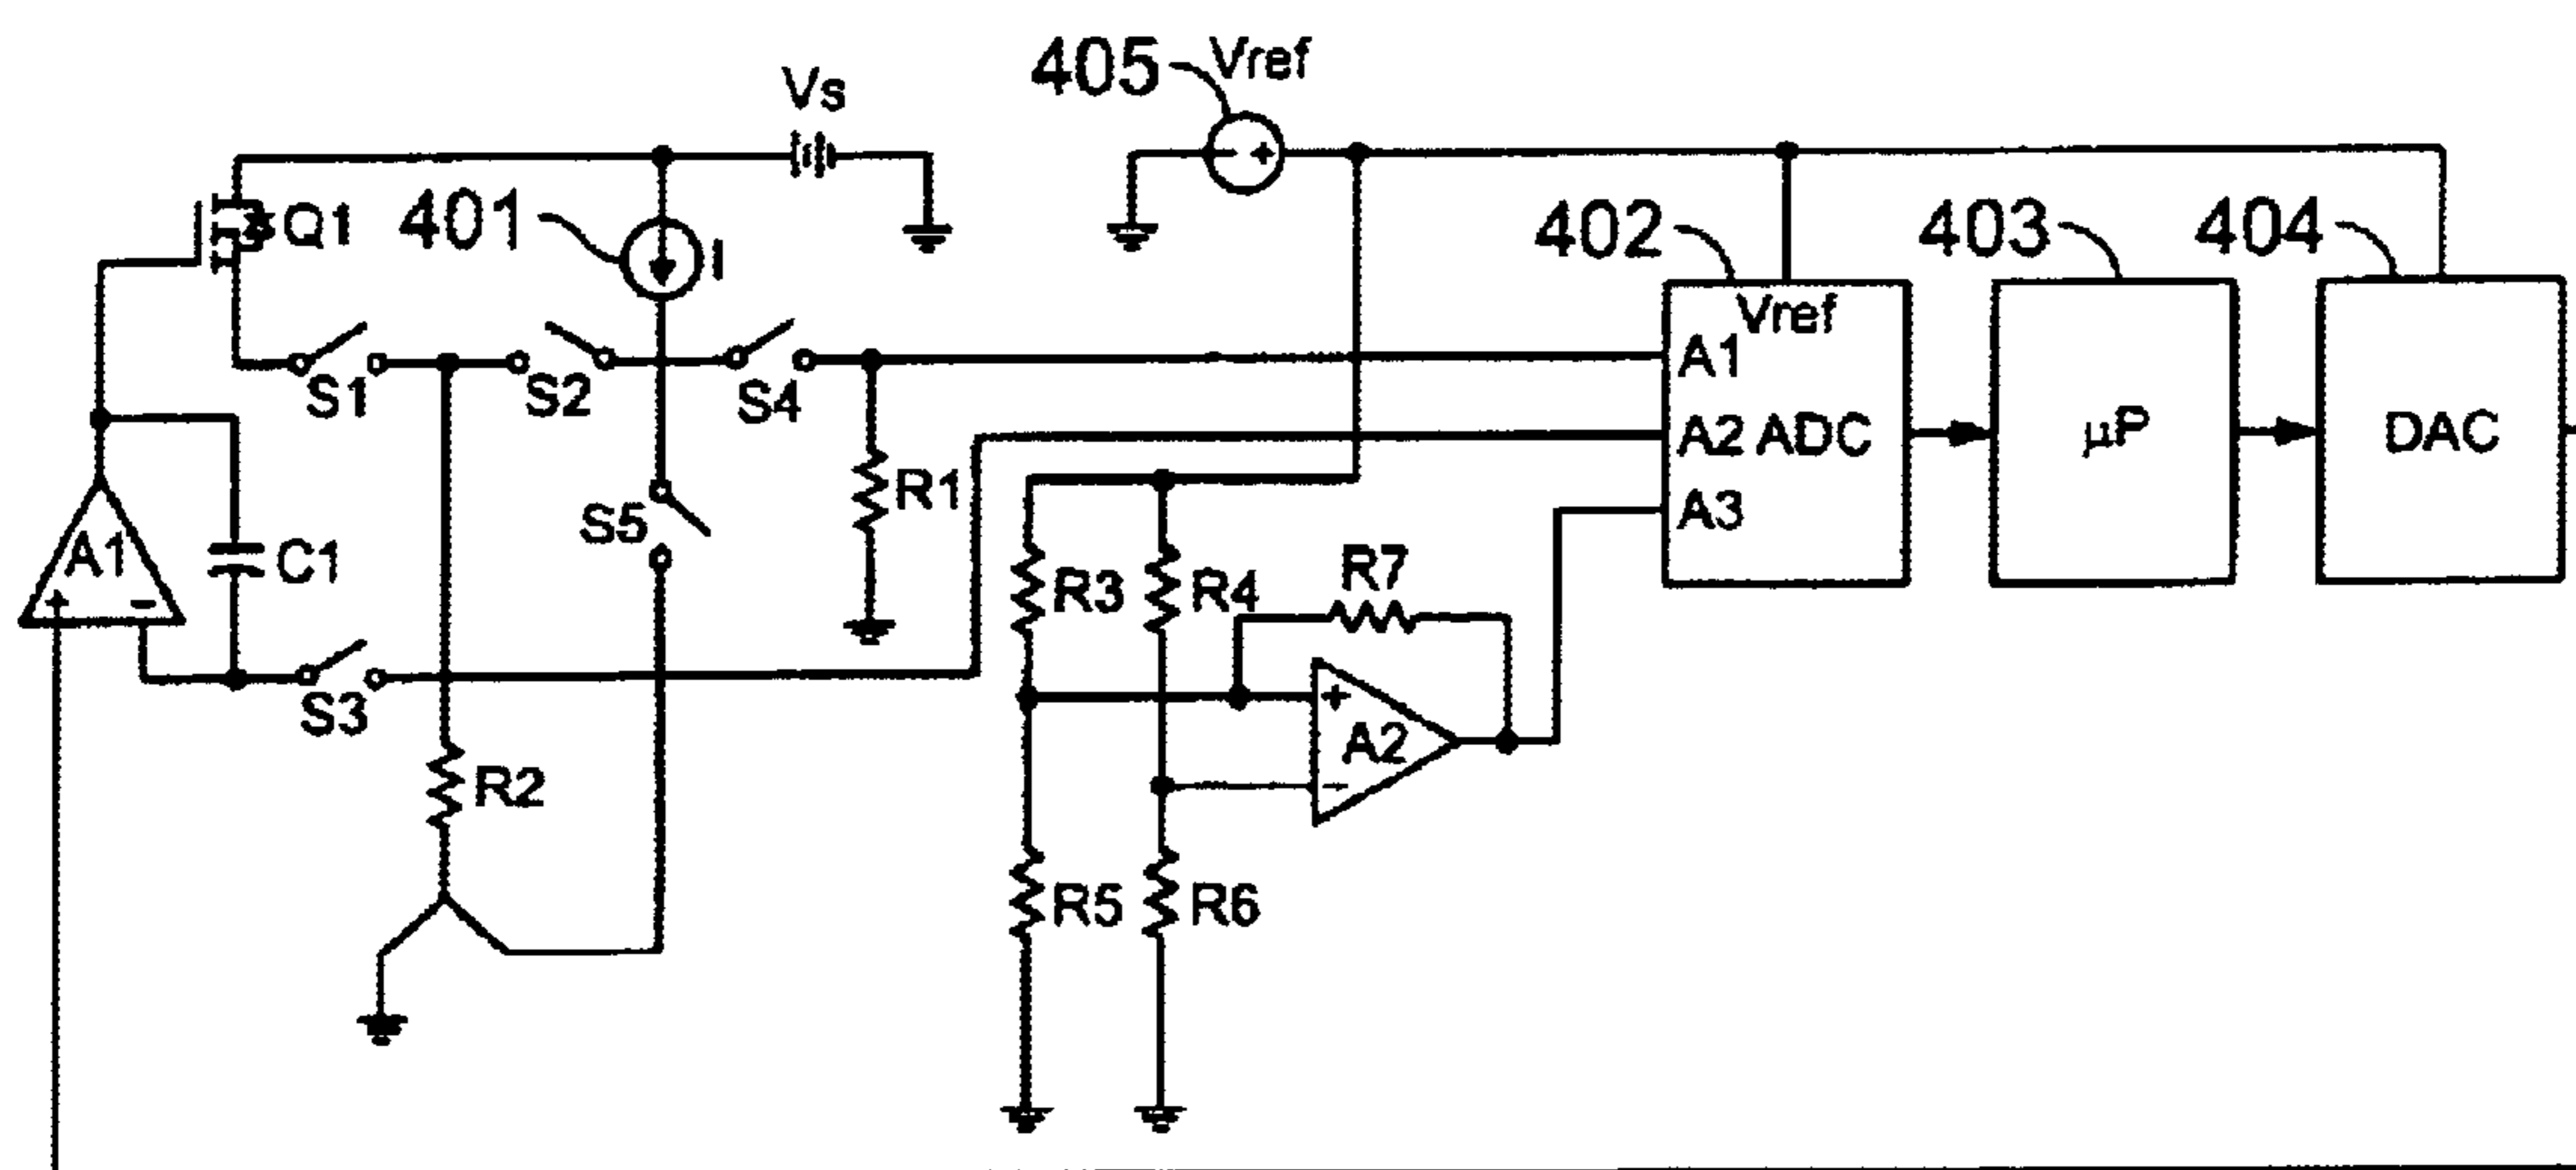 405
Vref
Vs
Q1
401
I
402
403
404
Vref
S1
S2
S4
A1
A2 ADC
A3
µP
DAC
R1
S5
A1
+
-
C1
S3
R3
R4
R7
+
A2
-
R2
R5
R6
- +